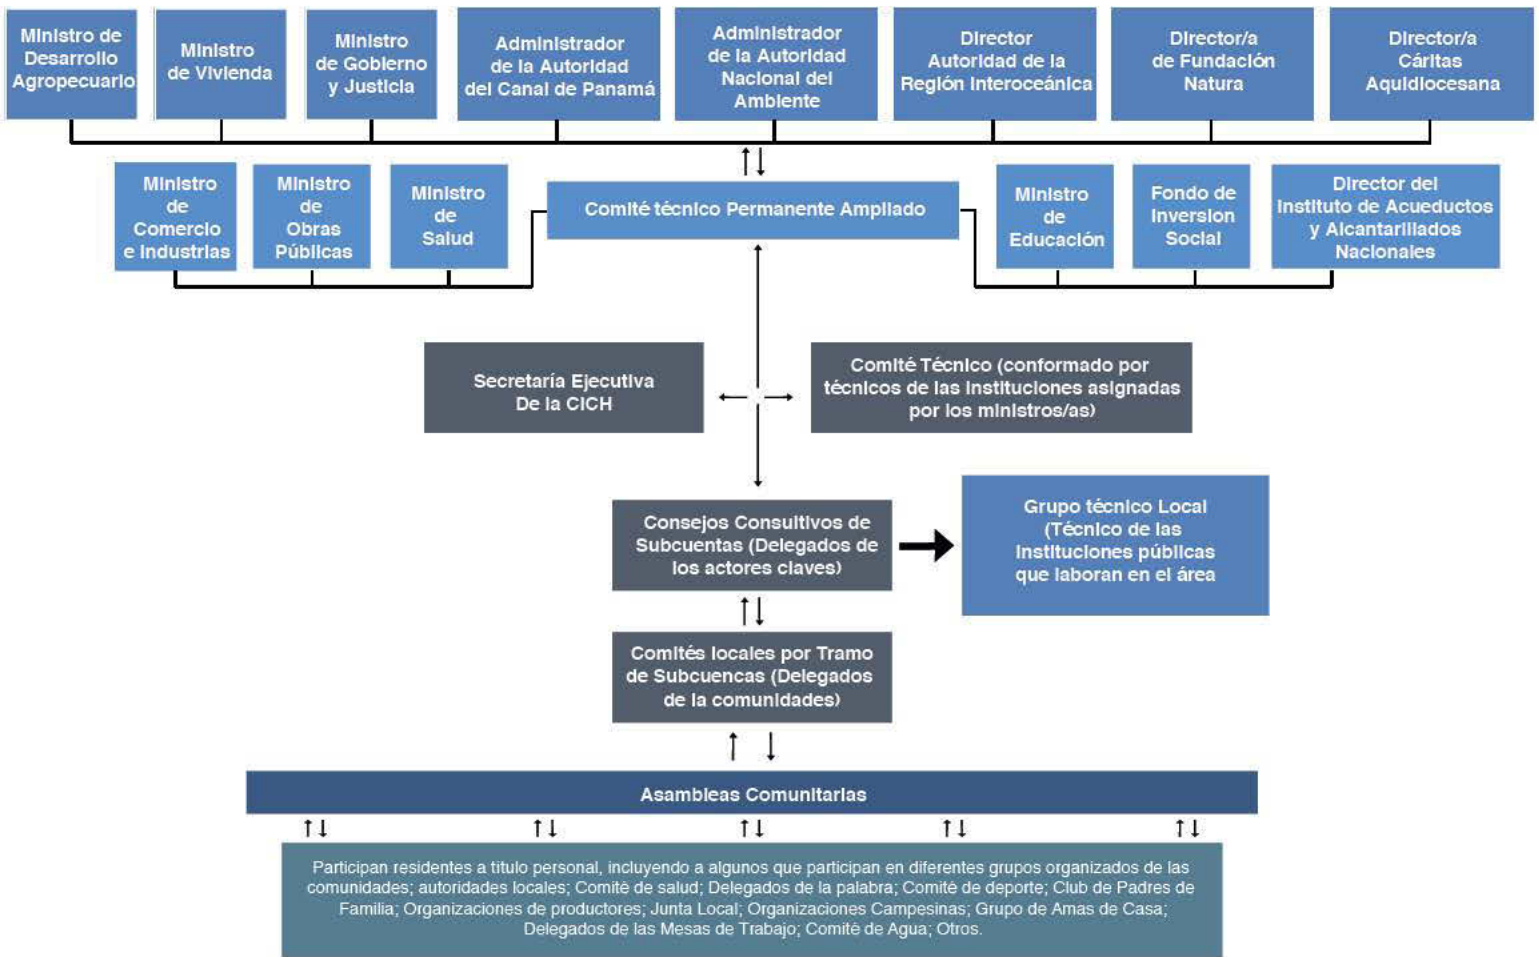 Ministro de
Desarrollo
Agropecuario
Ministro
de Vivienda
Ministro
de Gobierno
y Justicia
Administrador
de la Autoridad
del Canal de Panamá
Administrador
de la Autoridad
Nacional del
Ambiente
Director
Autoridad de la
Región Interoceánica
Director/a
de Fundación
Natura
Director/a
Cáritas
Aquidiocesana
Ministro
de
Comercio
e Industrias
Ministro
de
Obras
Públicas
Ministro
de
Salud
Comité técnico Permanente Ampliado
Ministro
de
Educación
Fondo de
Inversion
Social
Director del
Instituto de Acueductos
y Alcantarillados
Nacionales
Secretaría Ejecutiva
De la CICH
Comité Técnico (conformado por
técnicos de las Instituciones asignadas
por los ministros/as)
Consejos Consultivos de
Subcuentas (Delegados de
los actores claves)
Grupo técnico Local
(Técnico de las
Instituciones públicas
que laboran en el área
Comités locales por Tramo
de Subcuencas (Delegados
de la comunidades)
Asambleas Comunitarias
Participan residentes a titulo personal, incluyendo a algunos que participan en diferentes grupos organizados de las
comunidades; autoridades locales; Comité de salud; Delegados de la palabra; Comité de deporte; Club de Padres de
Familia; Organizaciones de productores; Junta Local; Organizaciones Campesinas; Grupo de Amas de Casa;
Delegados de las Mesas de Trabajo; Comité de Agua; Otros.